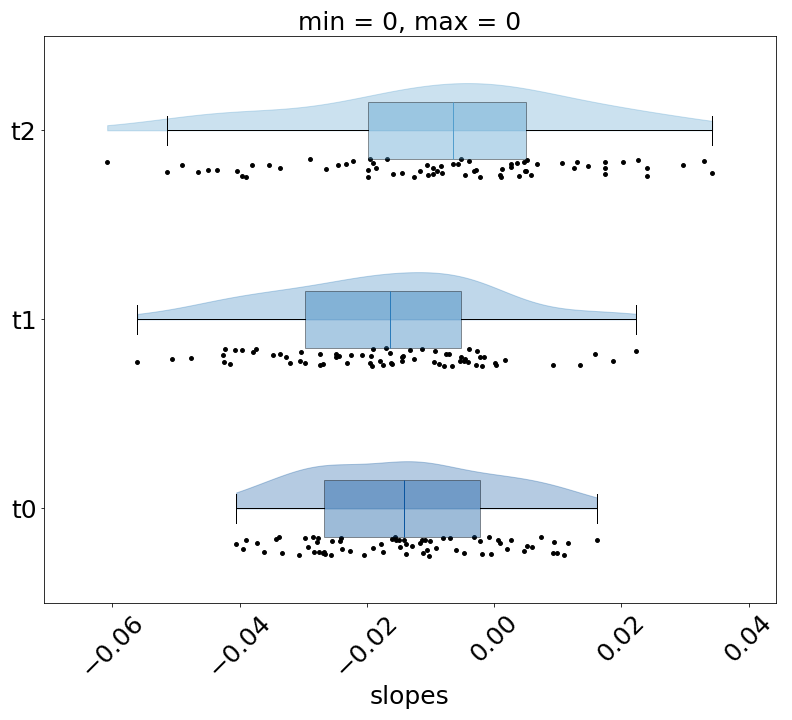 min = 0, max = 0
t2
t1
t0
−0.06
−0.04
−0.02
0.00
0.02
0.04
slopes